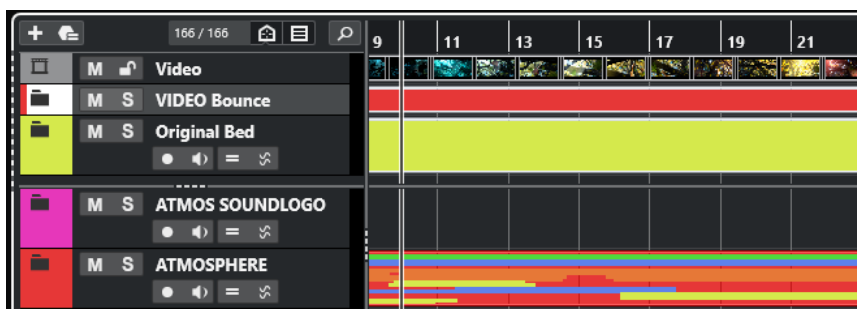 166 / 166
9 11 13 15 17 19 21
M Video
M S VIDEO Bounce
M S Original Bed
M S ATMOS SOUNDLOGO
M S ATMOSPHERE